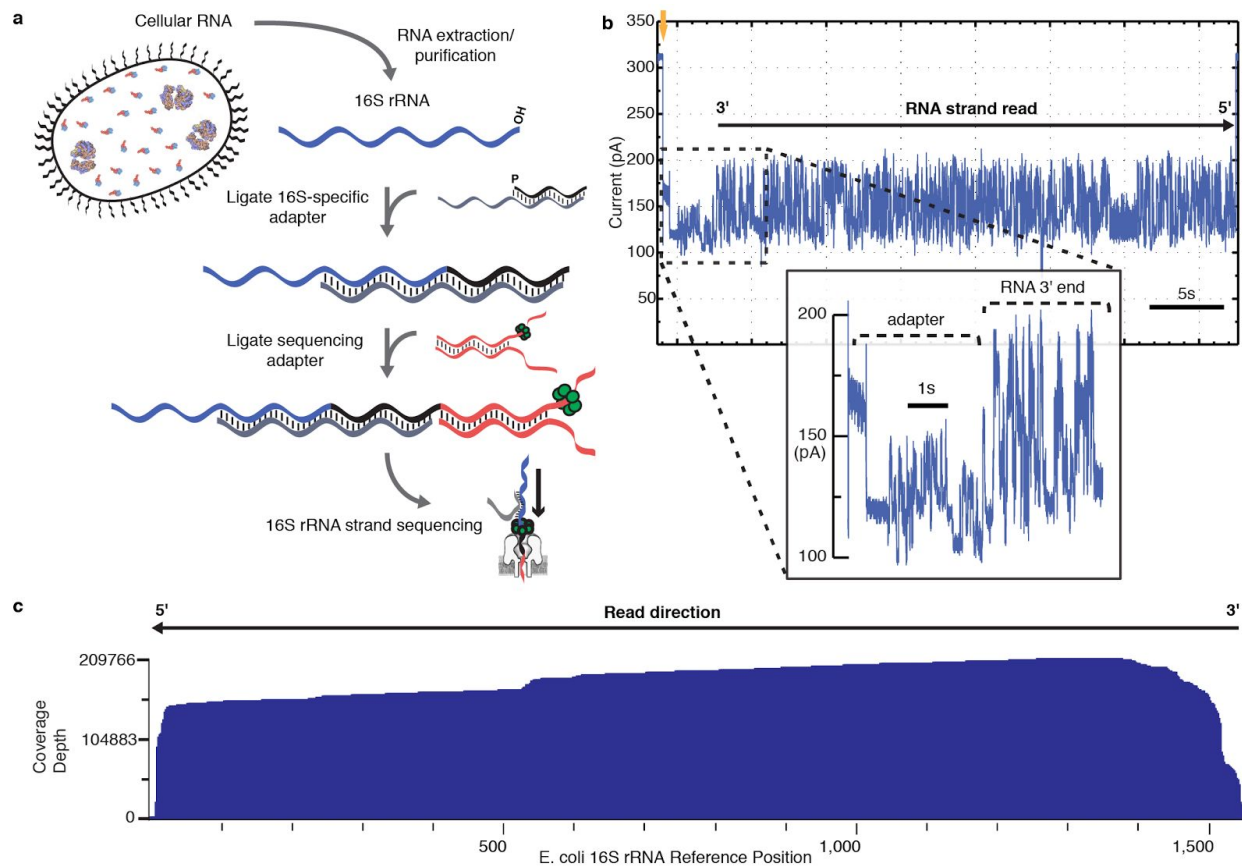 a
Cellular RNA
RNA extraction/
purification
16S rRNA
HO
Ligate 16S-specific
adapter
P
Ligate sequencing
adapter
16S rRNA strand sequencing
b
350
300
250
200
150
100
50
Current (pA)
3'
RNA strand read
5'
5s
RNA 3' end
adapter
1s
200
150
(pA)
100
c
5'
Read direction
3'
209766
104883
0
Coverage
Depth
500
1,000
1,500
E. coli 16S rRNA Reference Position